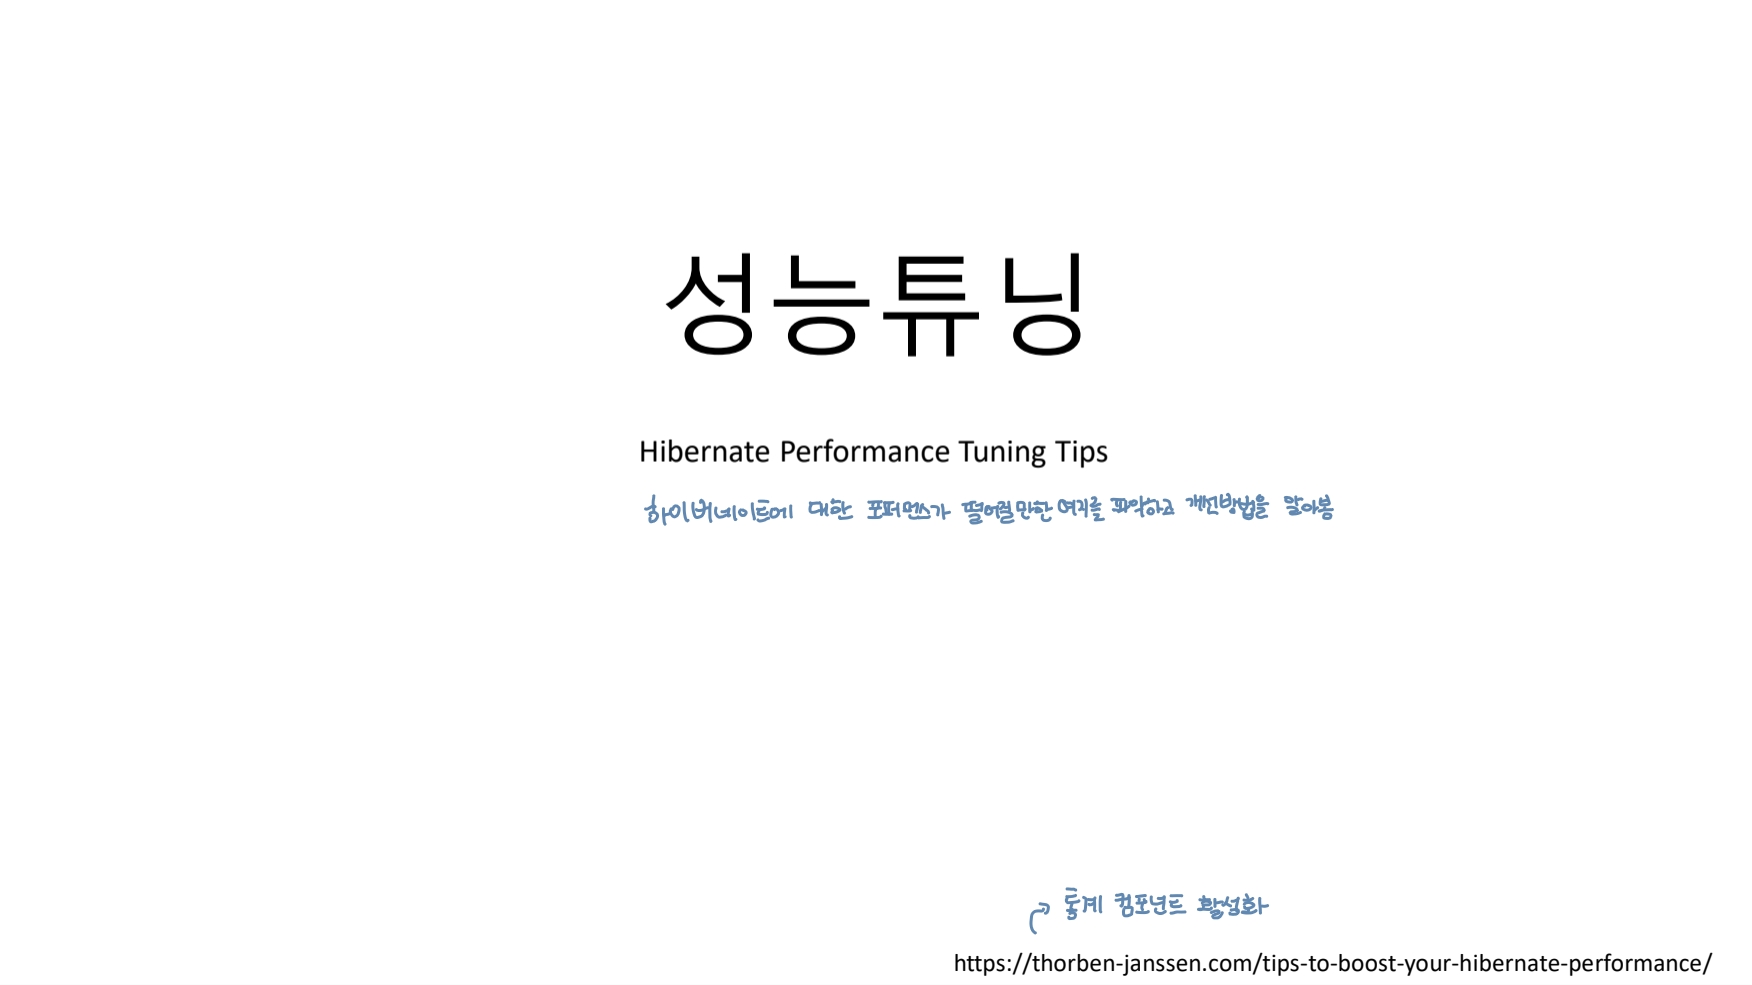 성능튜닝
Hibernate Performance Tuning Tips
하이버네이트에 대한 포퍼먼스가 떨어질만한 여지를 파악하고 개선방법을 알아봄
통계 컴포넌트 활성화
https://thorben-janssen.com/tips-to-boost-your-hibernate-performance/